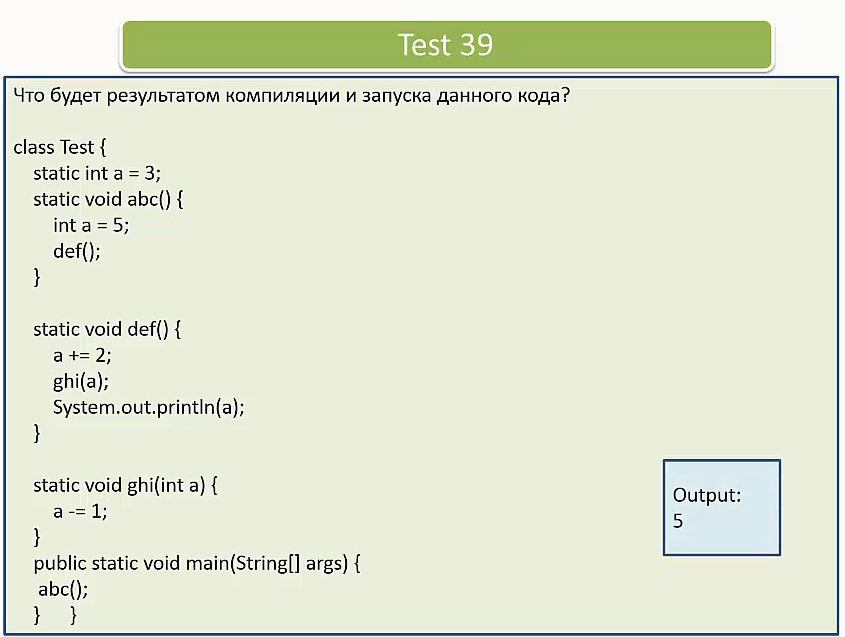 Test 39
Что будет результатом компиляции и запуска данного кода?
class Test {
static int a = 3;
static void abc() {
int a = 5;
def();
}
static void def() {
a += 2;
ghi(a);
System.out.println(a);
}
static void ghi(int a) {
a -= 1;
}
public static void main(String[] args) {
abc();
} }
Output:
5